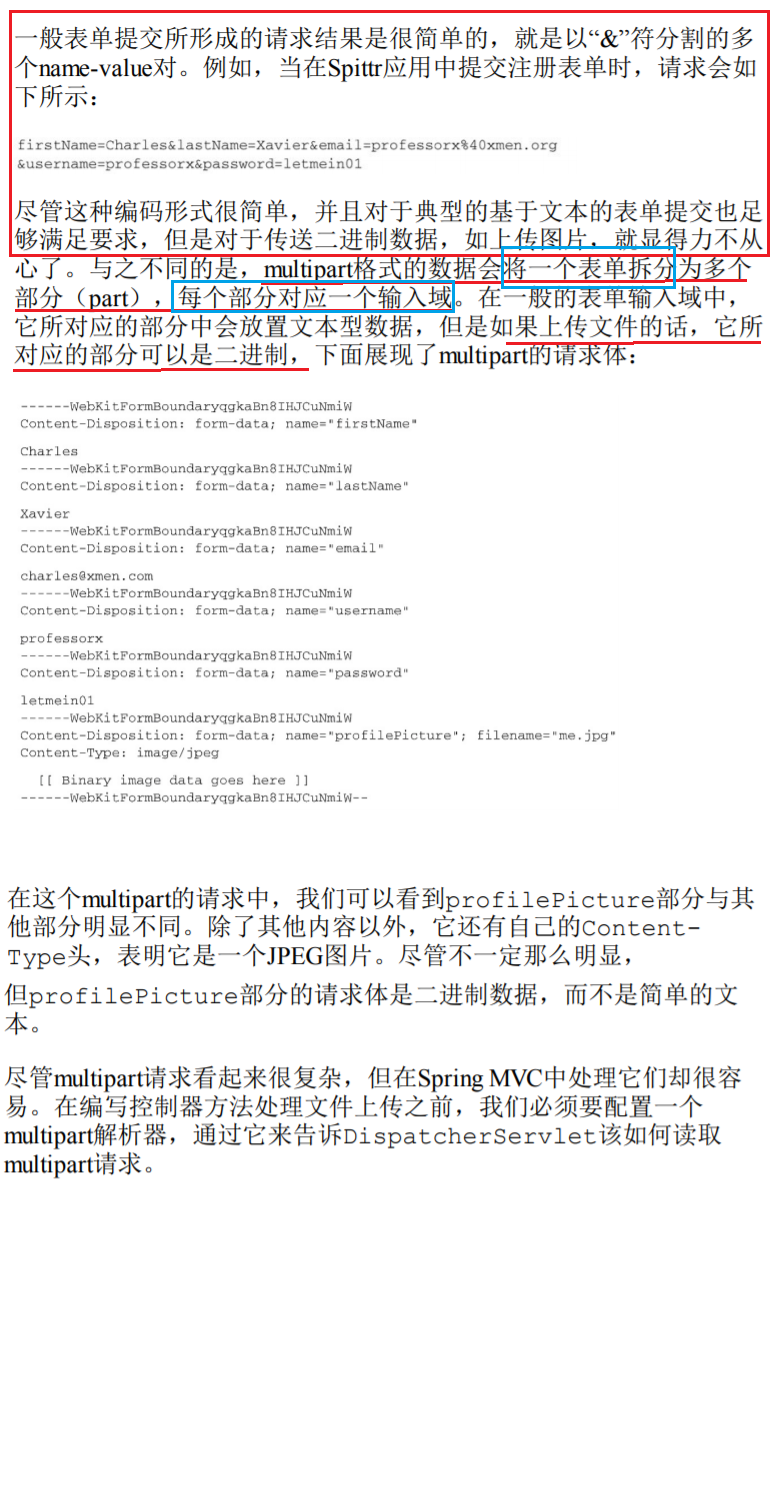 一般表单提交所形成的请求结果是很简单的，就是以“&”符分割的多
个name-value对。例如，当在Spittr应用中提交注册表单时，请求会如
下所示：
firstName=Charles&lastName=Xavier&email=professorx%40xmen.org
&username=professorx&password=letmein01
尽管这种编码形式很简单，并且对于典型的基于文本的表单提交也足
够满足要求，但是对于传送二进制数据，如上传图片，就显得力不从
心了。与之不同的是，multipart格式的数据会将一个表单拆分为多个
部分（part），每个部分对应一个输入域。在一般的表单输入域中，
它所对应的部分中会放置文本型数据，但是如果上传文件的话，它所
对应的部分可以是二进制，下面展现了multipart的请求体：
------WebKitFormBoundaryqgkaBn8IHJCuNmiW
Content-Disposition: form-data; name="firstName"
Charles
------WebKitFormBoundaryqgkaBn8IHJCuNmiW
Content-Disposition: form-data; name="lastName"
Xavier
------WebKitFormBoundaryqgkaBn8IHJCuNmiW
Content-Disposition: form-data; name="email"
charles@xmen.com
------WebKitFormBoundaryqgkaBn8IHJCuNmiW
Content-Disposition: form-data; name="username"
professorx
------WebKitFormBoundaryqgkaBn8IHJCuNmiW
Content-Disposition: form-data; name="password"
letmein01
------WebKitFormBoundaryqgkaBn8IHJCuNmiW
Content-Disposition: form-data; name="profilePicture"; filename="me.jpg"
Content-Type: image/jpeg
[[ Binary image data goes here ]]
------WebKitFormBoundaryqgkaBn8IHJCuNmiW--
在这个multipart的请求中，我们可以看到profilePicture部分与其
他部分明显不同。除了其他内容以外，它还有自己的Content-
Type头，表明它是一个JPEG图片。尽管不一定那么明显，
但profilePicture部分的请求体是二进制数据，而不是简单的文
本。
尽管multipart请求看起来很复杂，但在Spring MVC中处理它们却很容
易。在编写控制器方法处理文件上传之前，我们必须要配置一个
multipart解析器，通过它来告诉DispatcherServlet该如何读取
multipart请求。